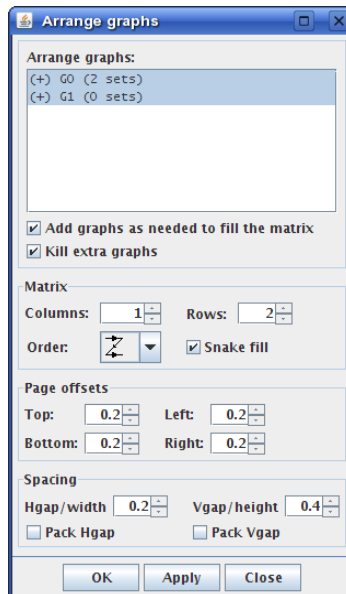 Arrange graphs
Arrange graphs:
(+) G0 (2 sets)
(+) G1 (0 sets)
Add graphs as needed to fill the matrix
Kill extra graphs
Matrix
Columns: 1 Rows: 2
Order: Snake fill
Page offsets
Top: 0.2 Left: 0.2
Bottom: 0.2 Right: 0.2
Spacing
Hgap/width 0.2 Vgap/height 0.4
Pack Hgap Pack Vgap
OK Apply Close